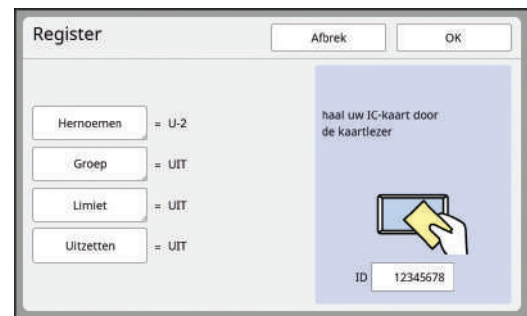 Register
Afbrek
OK
Hernoemen = U-2
Groep = UIT
Limiet = UIT
Uitzetten = UIT
haal uw IC-kaart door
de kaartlezer
ID 12345678